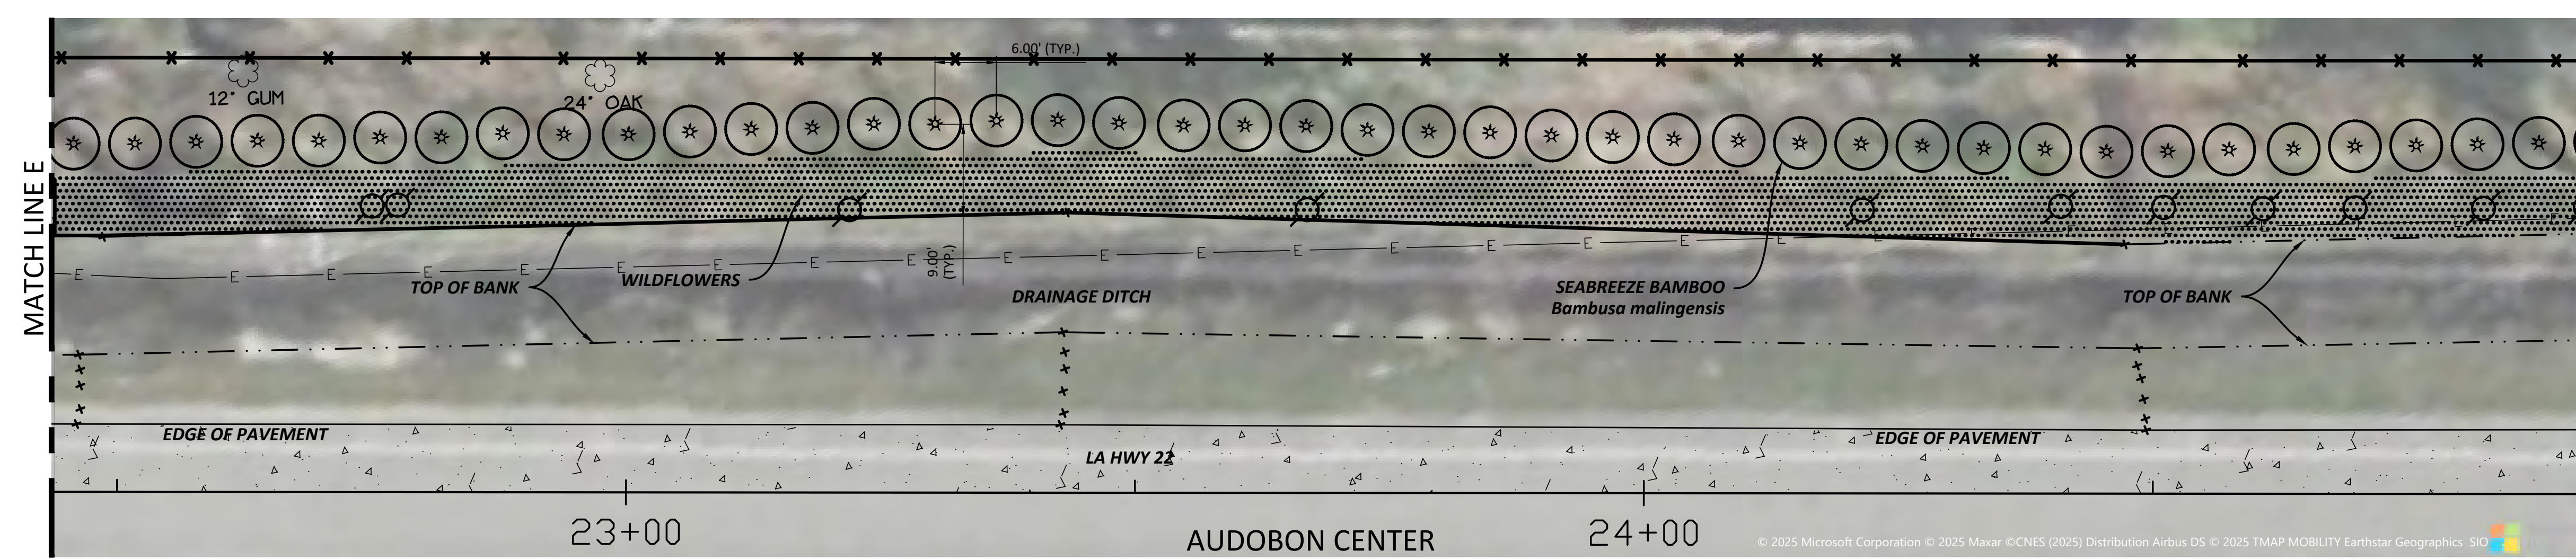 6.00' (TYP.)
12" GUM
24" OAK
MATCH LINE E
E E E E E E E E E E E E E E E E E E E E E E E E E E
9.00'
(TYP.)
TOP OF BANK
WILDFLOWERS
DRAINAGE DITCH
SEABREEZE BAMBOO
Bambusa malingensis
TOP OF BANK
EDGE OF PAVEMENT
EDGE OF PAVEMENT
LA HWY 22
23+00
AUDOBON CENTER
24+00
© 2025 Microsoft Corporation © 2025 Maxar ©CNES (2025) Distribution Airbus DS © 2025 TMAP MOBILITY Earthstar Geographics SIO